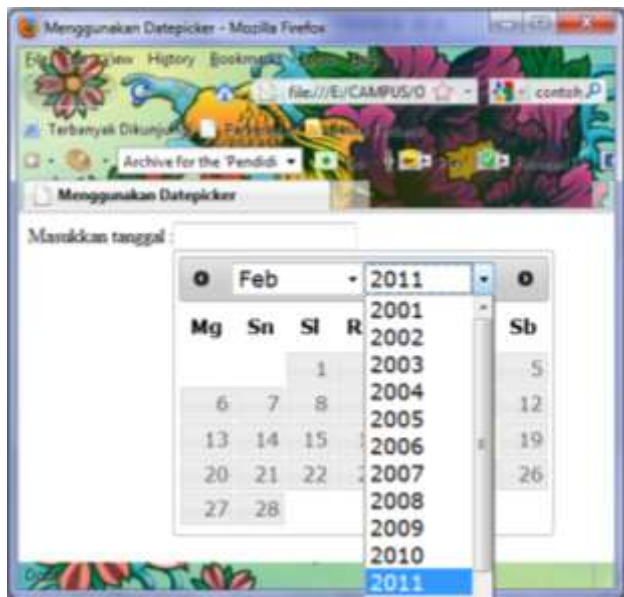 Menggunakan Datepicker - Mozilla Firefox
History
file:///E:/CAMPUS/O
contoh
Terbanyak Dikunju
Archive for the 'Pendidi
Menggunakan Datepicker
Masukkan tanggal :
Feb 2011
Mg Sn Sl R Sb
1 5
6 7 8 12
13 14 15 19
20 21 22 26
27 28
2001
2002
2003
2004
2005
2006
2007
2008
2009
2010
2011